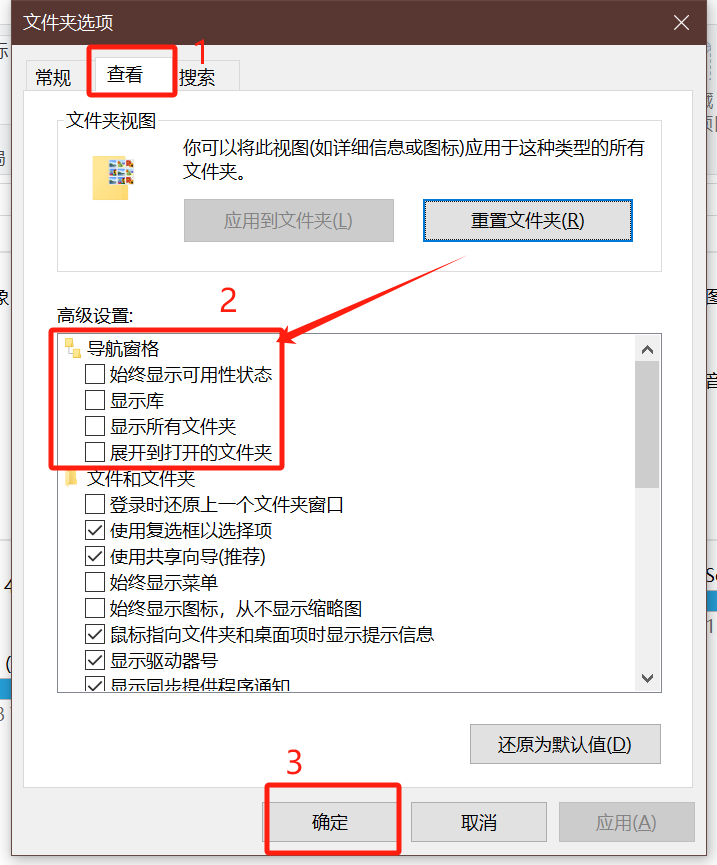 文件夹选项
1
常规
查看
搜索
文件夹视图
你可以将此视图(如详细信息或图标)应用于这种类型的所有
文件夹。
应用到文件夹(L)
重置文件夹(R)
2
高级设置:
导航窗格
始终显示可用性状态
显示库
显示所有文件夹
展开到打开的文件夹
文件和文件夹
登录时还原上一个文件夹窗口
使用复选框以选择项
使用共享向导(推荐)
始终显示菜单
始终显示图标，从不显示缩略图
鼠标指向文件夹和桌面项时显示提示信息
显示驱动器号
显示同步提供程序通知
还原为默认值(D)
3
确定
取消
应用(A)